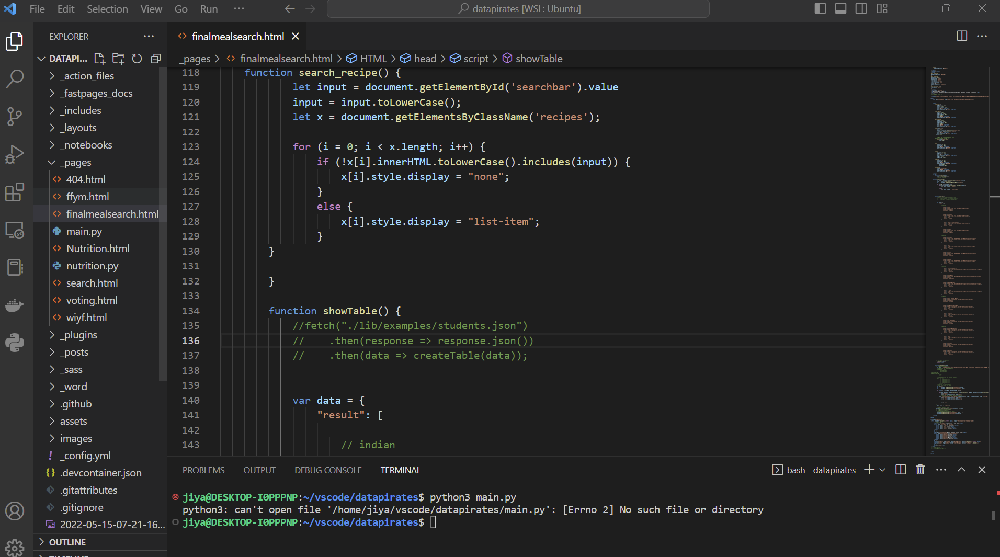 File Edit Selection View Go Run ··· datapirates [WSL: Ubuntu]
EXPLORER ···
DATAPI...
_action_files
_fastpages_docs
_includes
_layouts
_notebooks
_pages
404.html
ffym.html
finalmealsearch.html
main.py
Nutrition.html
nutrition.py
search.html
voting.html
wiyf.html
_plugins
_posts
_sass
_word
.github
assets
images
_config.yml
.devcontainer.json
.gitattributes
.gitignore
2022-05-15-07-21-16...
OUTLINE
finalmealsearch.html
_pages > finalmealsearch.html > HTML > head > script > showTable
118 function search_recipe() {
119 let input = document.getElementById('searchbar').value
120 input = input.toLowerCase();
121 let x = document.getElementsByClassName('recipes');
122
123 for (i = 0; i < x.length; i++) {
124 if (!x[i].innerHTML.toLowerCase().includes(input)) {
125 x[i].style.display = "none";
126 }
127 else {
128 x[i].style.display = "list-item";
129 }
130 }
131
132 }
133
134 function showTable() {
135 //fetch("./lib/examples/students.json")
136 // .then(response => response.json())
137 // .then(data => createTable(data));
138
139
140 var data = {
141 "result": [
142
143 // indian
PROBLEMS OUTPUT DEBUG CONSOLE TERMINAL bash - datapirates
jiya@DESKTOP-I0PPPNP:~/vscode/datapirates$ python3 main.py
python3: can't open file '/home/jiya/vscode/datapirates/main.py': [Errno 2] No such file or directory
jiya@DESKTOP-I0PPPNP:~/vscode/datapirates$